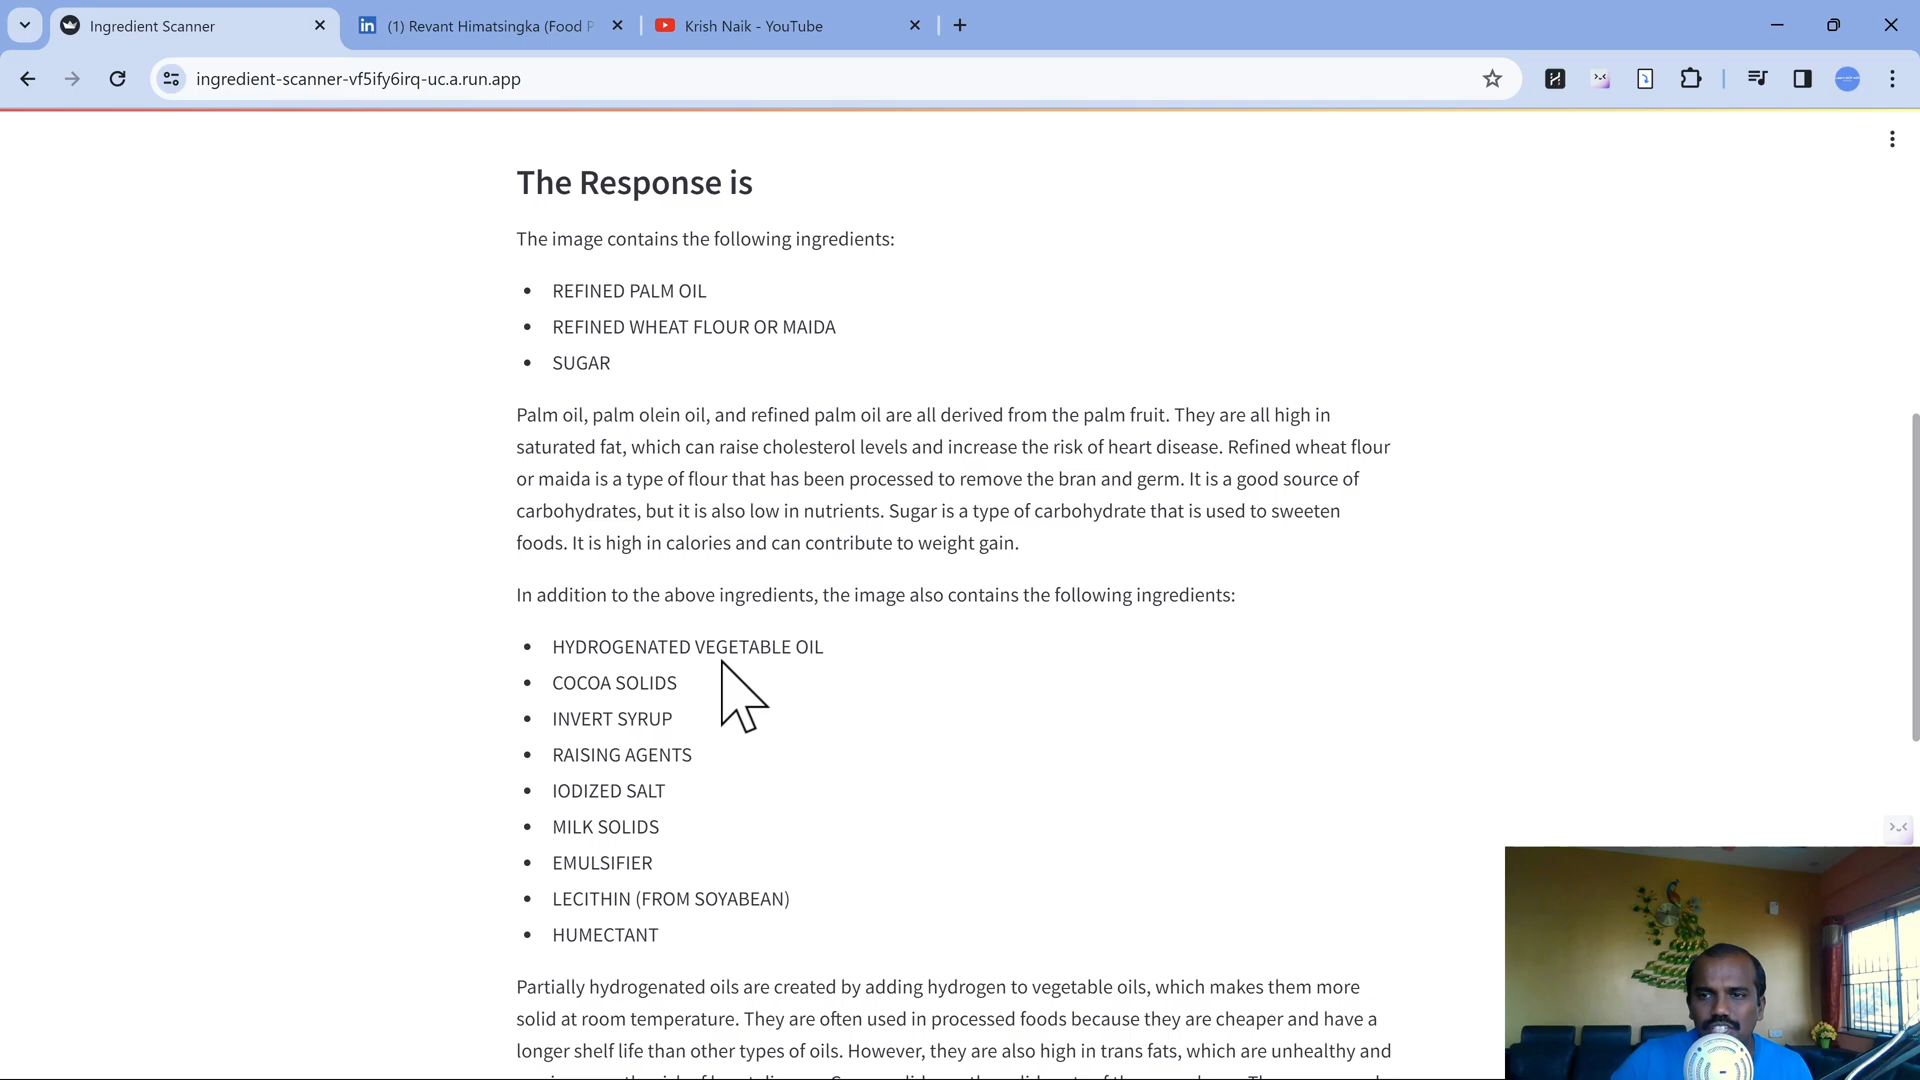 Ingredient Scanner
(1) Revant Himatsingka (Food P
Krish Naik - YouTube
ingredient-scanner-vf5ify6irq-uc.a.run.app
The Response is
The image contains the following ingredients:
• REFINED PALM OIL
• REFINED WHEAT FLOUR OR MAIDA
• SUGAR
Palm oil, palm olein oil, and refined palm oil are all derived from the palm fruit. They are all high in
saturated fat, which can raise cholesterol levels and increase the risk of heart disease. Refined wheat flour
or maida is a type of flour that has been processed to remove the bran and germ. It is a good source of
carbohydrates, but it is also low in nutrients. Sugar is a type of carbohydrate that is used to sweeten
foods. It is high in calories and can contribute to weight gain.
In addition to the above ingredients, the image also contains the following ingredients:
• HYDROGENATED VEGETABLE OIL
• COCOA SOLIDS
• INVERT SYRUP
• RAISING AGENTS
• IODIZED SALT
• MILK SOLIDS
• EMULSIFIER
• LECITHIN (FROM SOYABEAN)
• HUMECTANT
Partially hydrogenated oils are created by adding hydrogen to vegetable oils, which makes them more
solid at room temperature. They are often used in processed foods because they are cheaper and have a
longer shelf life than other types of oils. However, they are also high in trans fats, which are unhealthy and